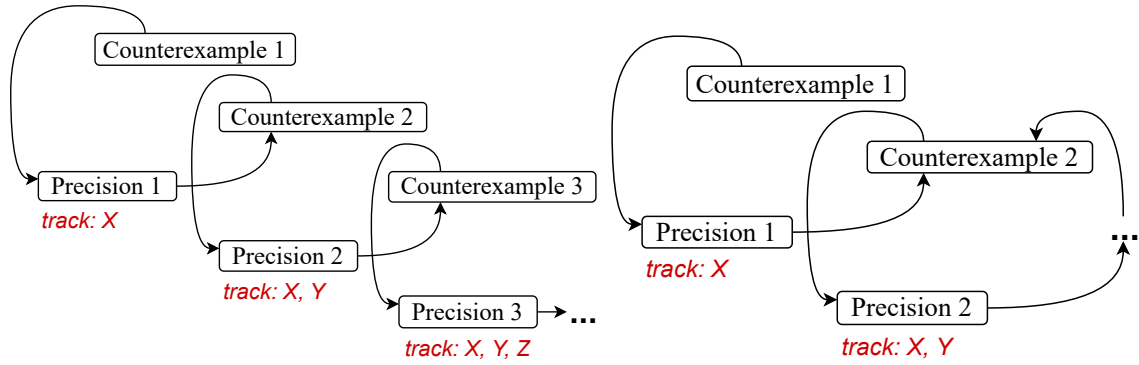 Counterexample 1
Counterexample 2
Counterexample 3
Precision 1
track: X
Precision 2
track: X, Y
Precision 3
...
track: X, Y, Z
Counterexample 1
Counterexample 2
Precision 1
track: X
...
Precision 2
track: X, Y